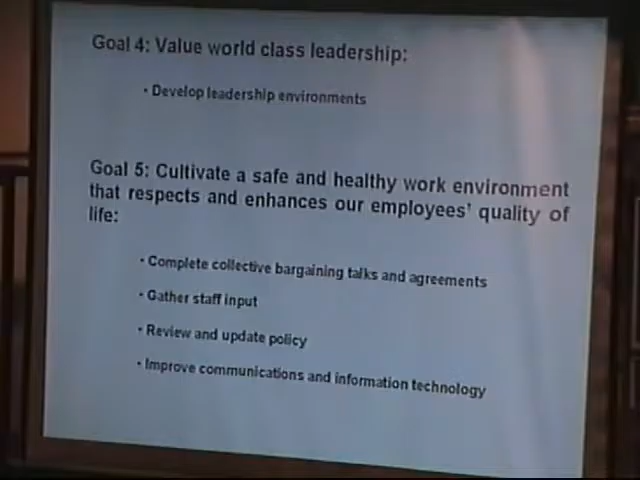 Goal 4: Value world class leadership:
• Develop leadership environments
Goal 5: Cultivate a safe and healthy work environment
that respects and enhances our employees' quality of
life:
• Complete collective bargaining talks and agreements
• Gather staff input
• Review and update policy
• Improve communications and information technology